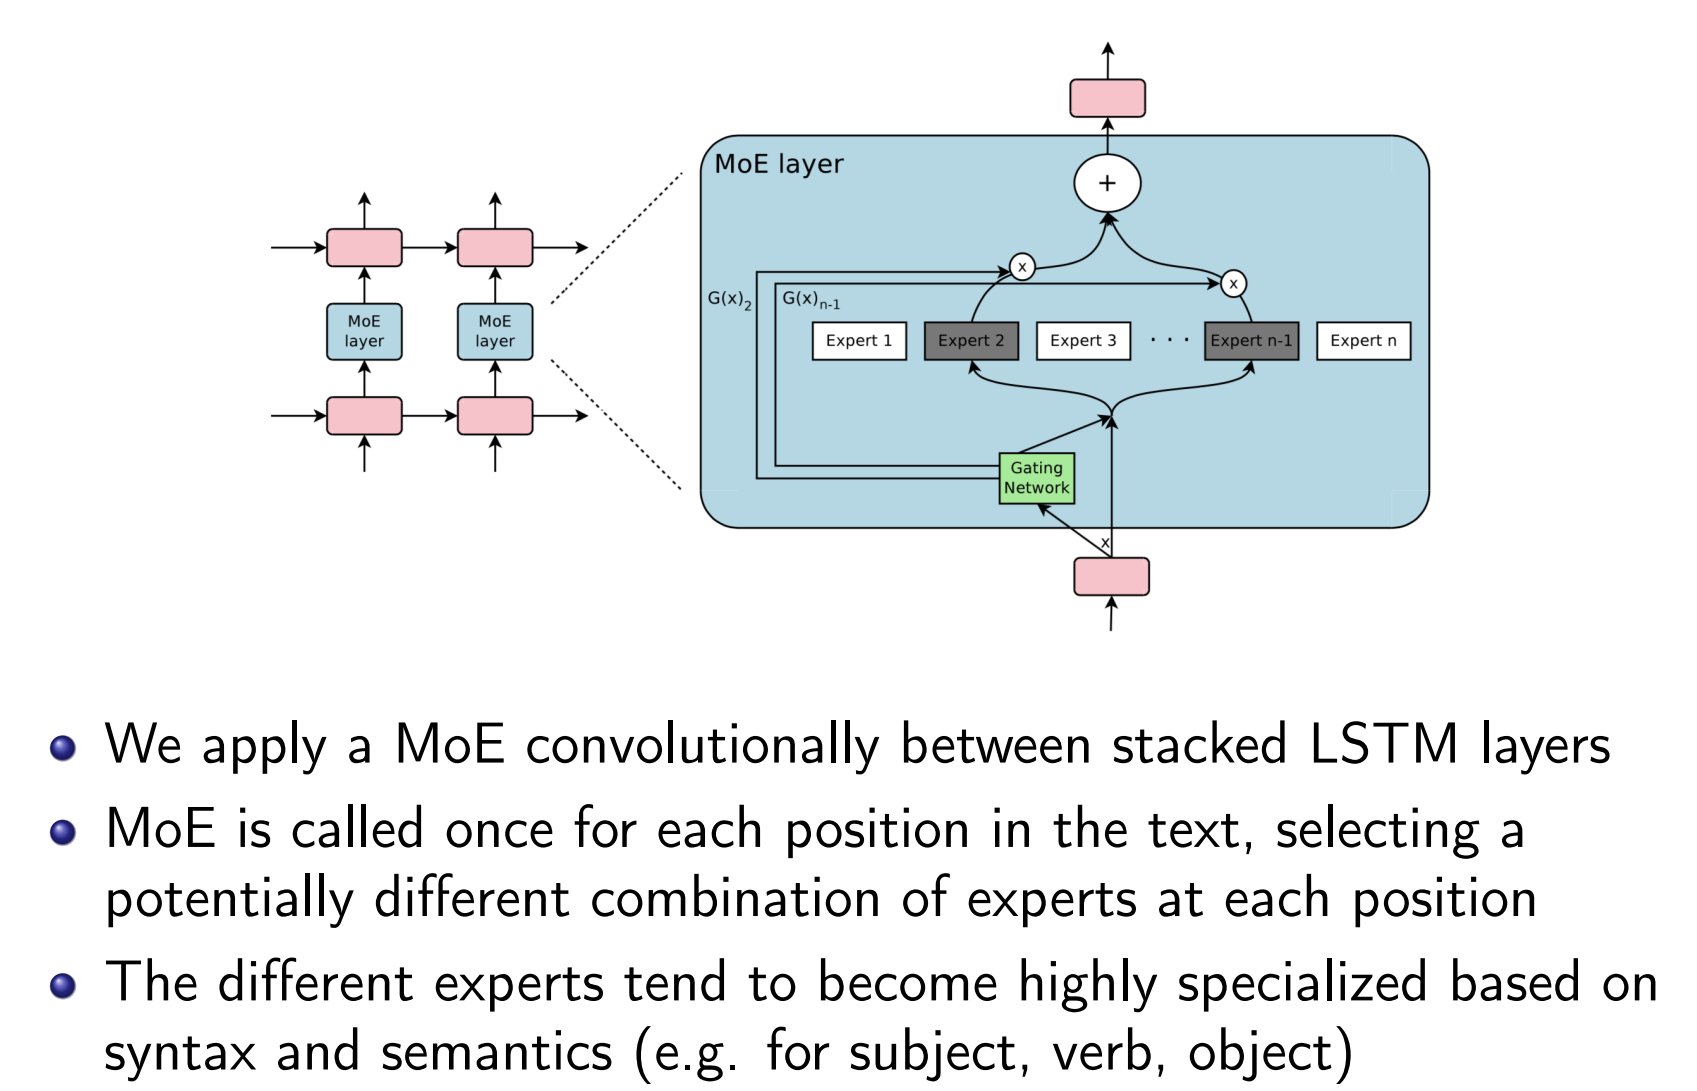 MoE layer
+
x
x
G(x)2
G(x)n-1
MoE
layer
MoE
layer
Expert 1
Expert 2
Expert 3
. . .
Expert n-1
Expert n
Gating
Network
x
We apply a MoE convolutionally between stacked LSTM layers
MoE is called once for each position in the text, selecting a
potentially different combination of experts at each position
The different experts tend to become highly specialized based on
syntax and semantics (e.g. for subject, verb, object)